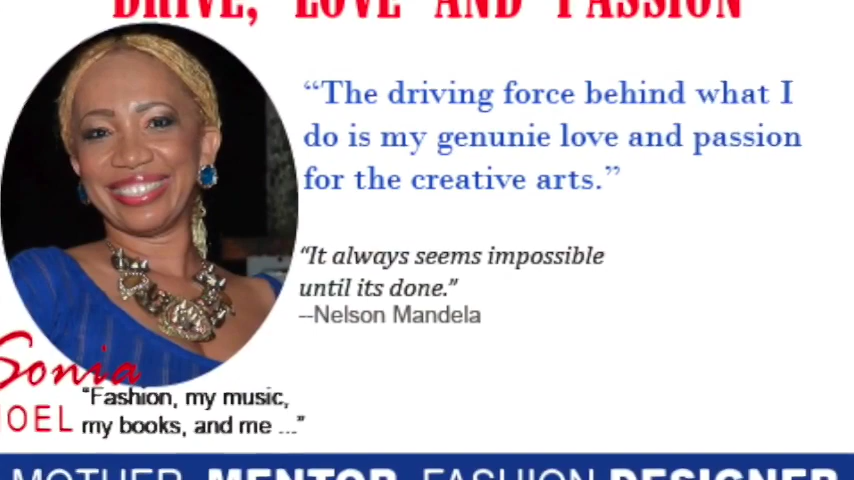 DRIVE, LOVE AND PASSION
“The driving force behind what I
do is my genunie love and passion
for the creative arts.”
“It always seems impossible
until its done.”
--Nelson Mandela
Sonia
NOEL
“Fashion, my music,
my books, and me ...”
MOTHER MENTOR FASHION DESIGNER